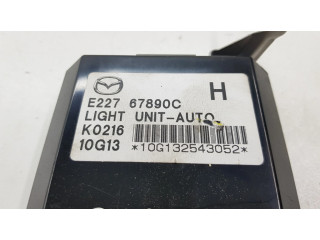 E227 67890C H
LIGHT UNIT-AUTO
K0216
10G13 *10G132543052*